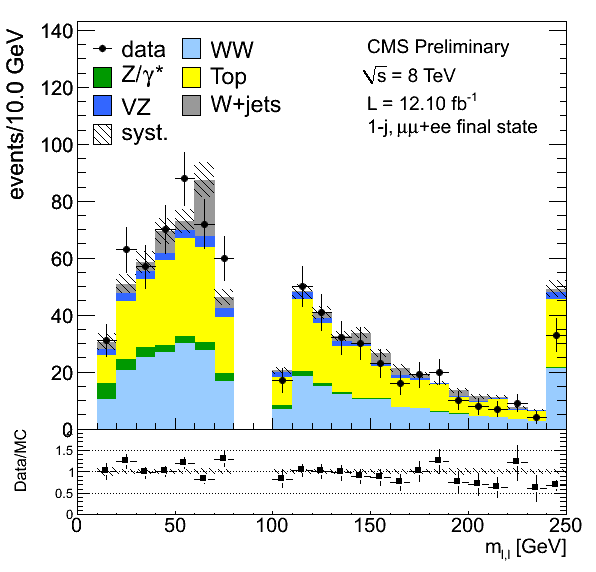 events/10.0 GeV
140
120
100
80
60
40
20
0
data
WW
Z/γ*
Top
VZ
W+jets
syst.
CMS Preliminary
√s = 8 TeV
L = 12.10 fb⁻¹
1-j, μμ+ee final state
Data/MC
2
1.5
1
0.5
0
0
50
100
150
200
250
m_l,l [GeV]